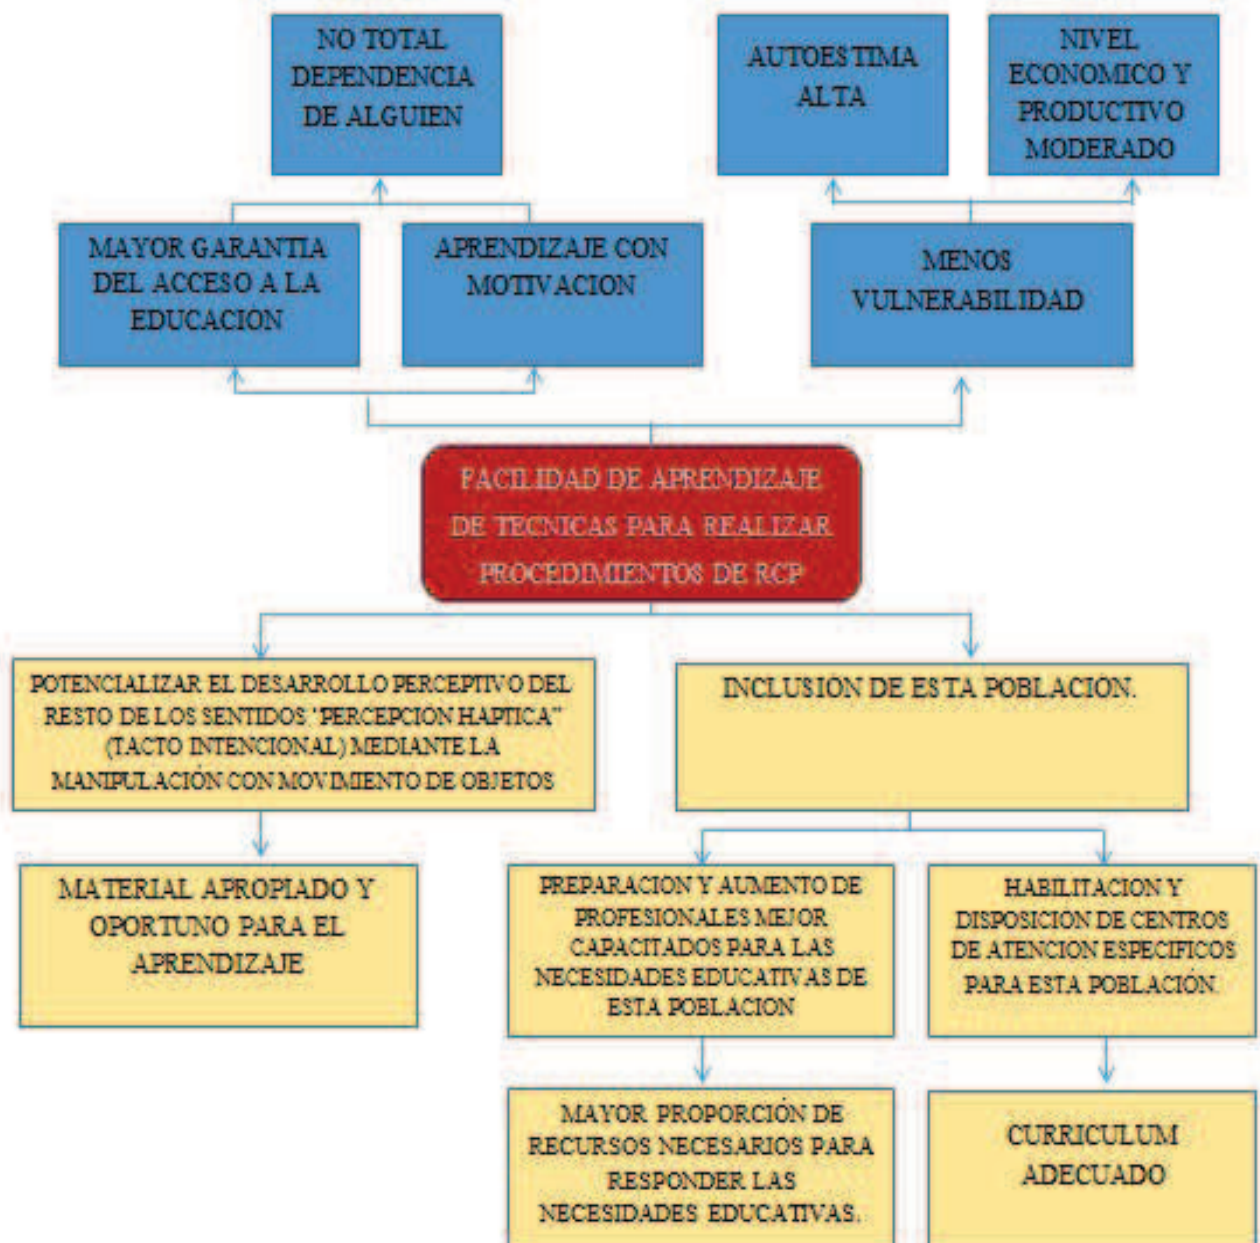 NO TOTAL
DEPENDENCIA
DE ALGUIEN
AUTOESTIMA
ALTA
NIVEL
ECONOMICO Y
PRODUCTIVO
MODERADO
MAYOR GARANTIA
DEL ACCESO A LA
EDUCACIÓN
APRENDIZAJE CON
MOTIVACION
MENOS
VULNERABILIDAD
FACILIDAD DE APRENDIZAJE
DE TECNICAS PARA REALIZAR
PROCEDIMIENTOS DE RCP
POTENCIALIZAR EL DESARROLLO PERCEPTIVO DEL
RESTO DE LOS SENTIDOS "PERCEPCION HAPTICA"
(TACTO INTENCIONAL) MEDIANTE LA
MANIPULACIÓN CON MOVIMIENTO DE OBJETOS
INCLUSIÓN DE ESTA POBLACIÓN.
MATERIAL APROPIADO Y
OPORTUNO PARA EL
APRENDIZAJE
PREPARACION Y AUMENTO DE
PROFESIONALES MEJOR
CAPACITADOS PARA LAS
NECESIDADES EDUCATIVAS DE
ESTA POBLACION
HABILITACION Y
DISPOSICIÓN DE CENTROS
DE ATENCION ESPECIFICOS
PARA ESTA POBLACIÓN.
MAYOR PROPORCIÓN DE
RECURSOS NECESARIOS PARA
RESPONDER LAS
NECESIDADES EDUCATIVAS.
CURRICULUM
ADECUADO